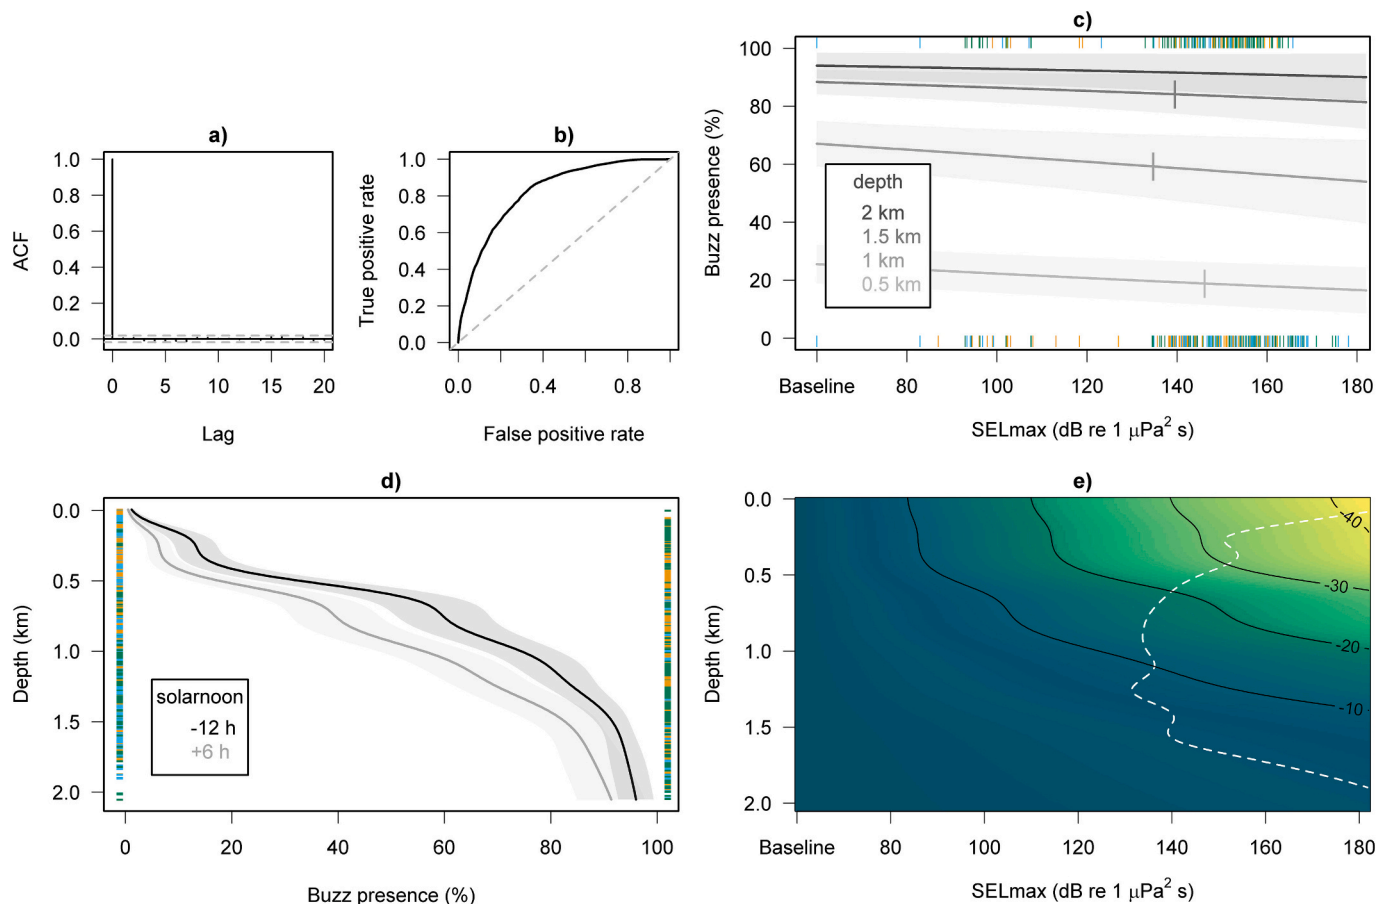 a)
ACF
1.0
0.8
0.6
0.4
0.2
0.0
0 5 10 15 20
Lag
b)
True positive rate
1.0
0.8
0.6
0.4
0.2
0.0
0.0 0.4 0.8
False positive rate
c)
Buzz presence (%)
100
80
60
40
20
0
depth
2 km
1.5 km
1 km
0.5 km
Baseline 80 100 120 140 160 180
SELmax (dB re 1 μPa² s)
d)
Depth (km)
0.0
0.5
1.0
1.5
2.0
solarnoon
-12 h
+6 h
0 20 40 60 80 100
Buzz presence (%)
e)
Depth (km)
0.0
0.5
1.0
1.5
2.0
-40
-30
-20
-10
Baseline 80 100 120 140 160 180
SELmax (dB re 1 μPa² s)